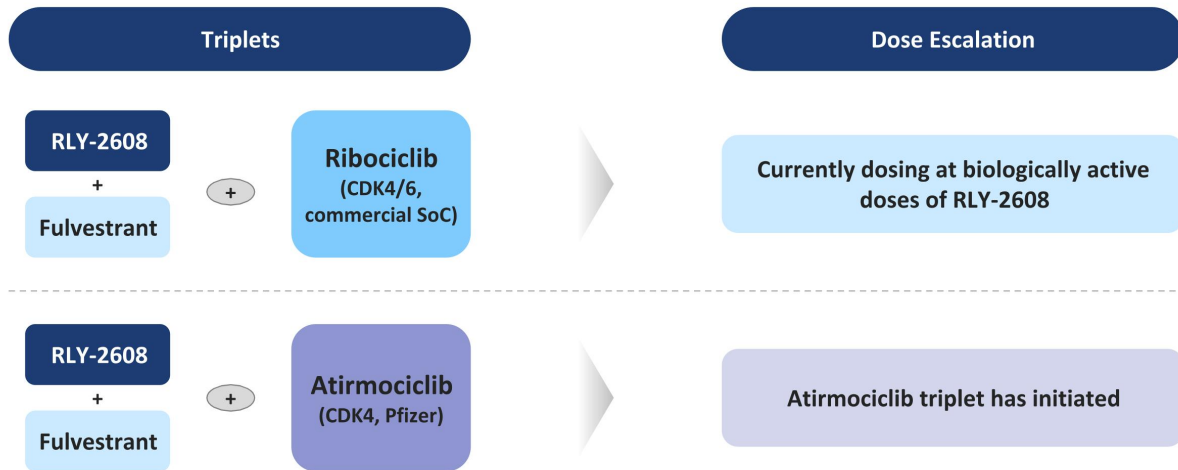 Triplets
Dose Escalation
RLY-2608
+
Fulvestrant
+
Ribociclib
(CDK4/6,
commercial SoC)
Currently dosing at biologically active
doses of RLY-2608
RLY-2608
+
Fulvestrant
+
Atirmociclib
(CDK4, Pfizer)
Atirmociclib triplet has initiated